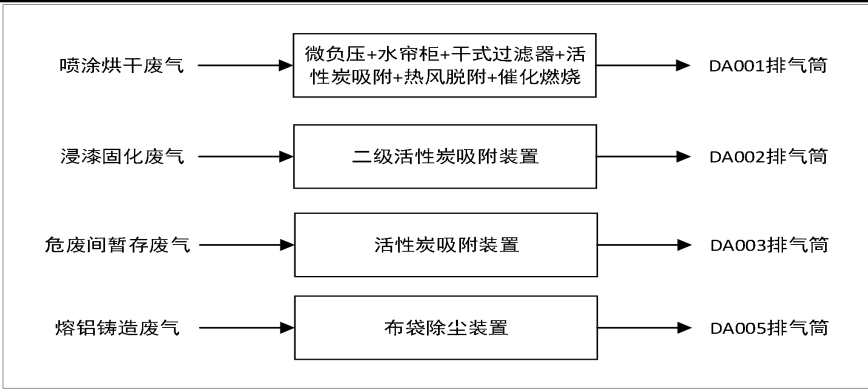 喷涂烘干废气
微负压+水帘柜+干式过滤器+活
性炭吸附+热风脱附+催化燃烧
DA001排气筒
浸漆固化废气
二级活性炭吸附装置
DA002排气筒
危废间暂存废气
活性炭吸附装置
DA003排气筒
熔铝铸造废气
布袋除尘装置
DA005排气筒